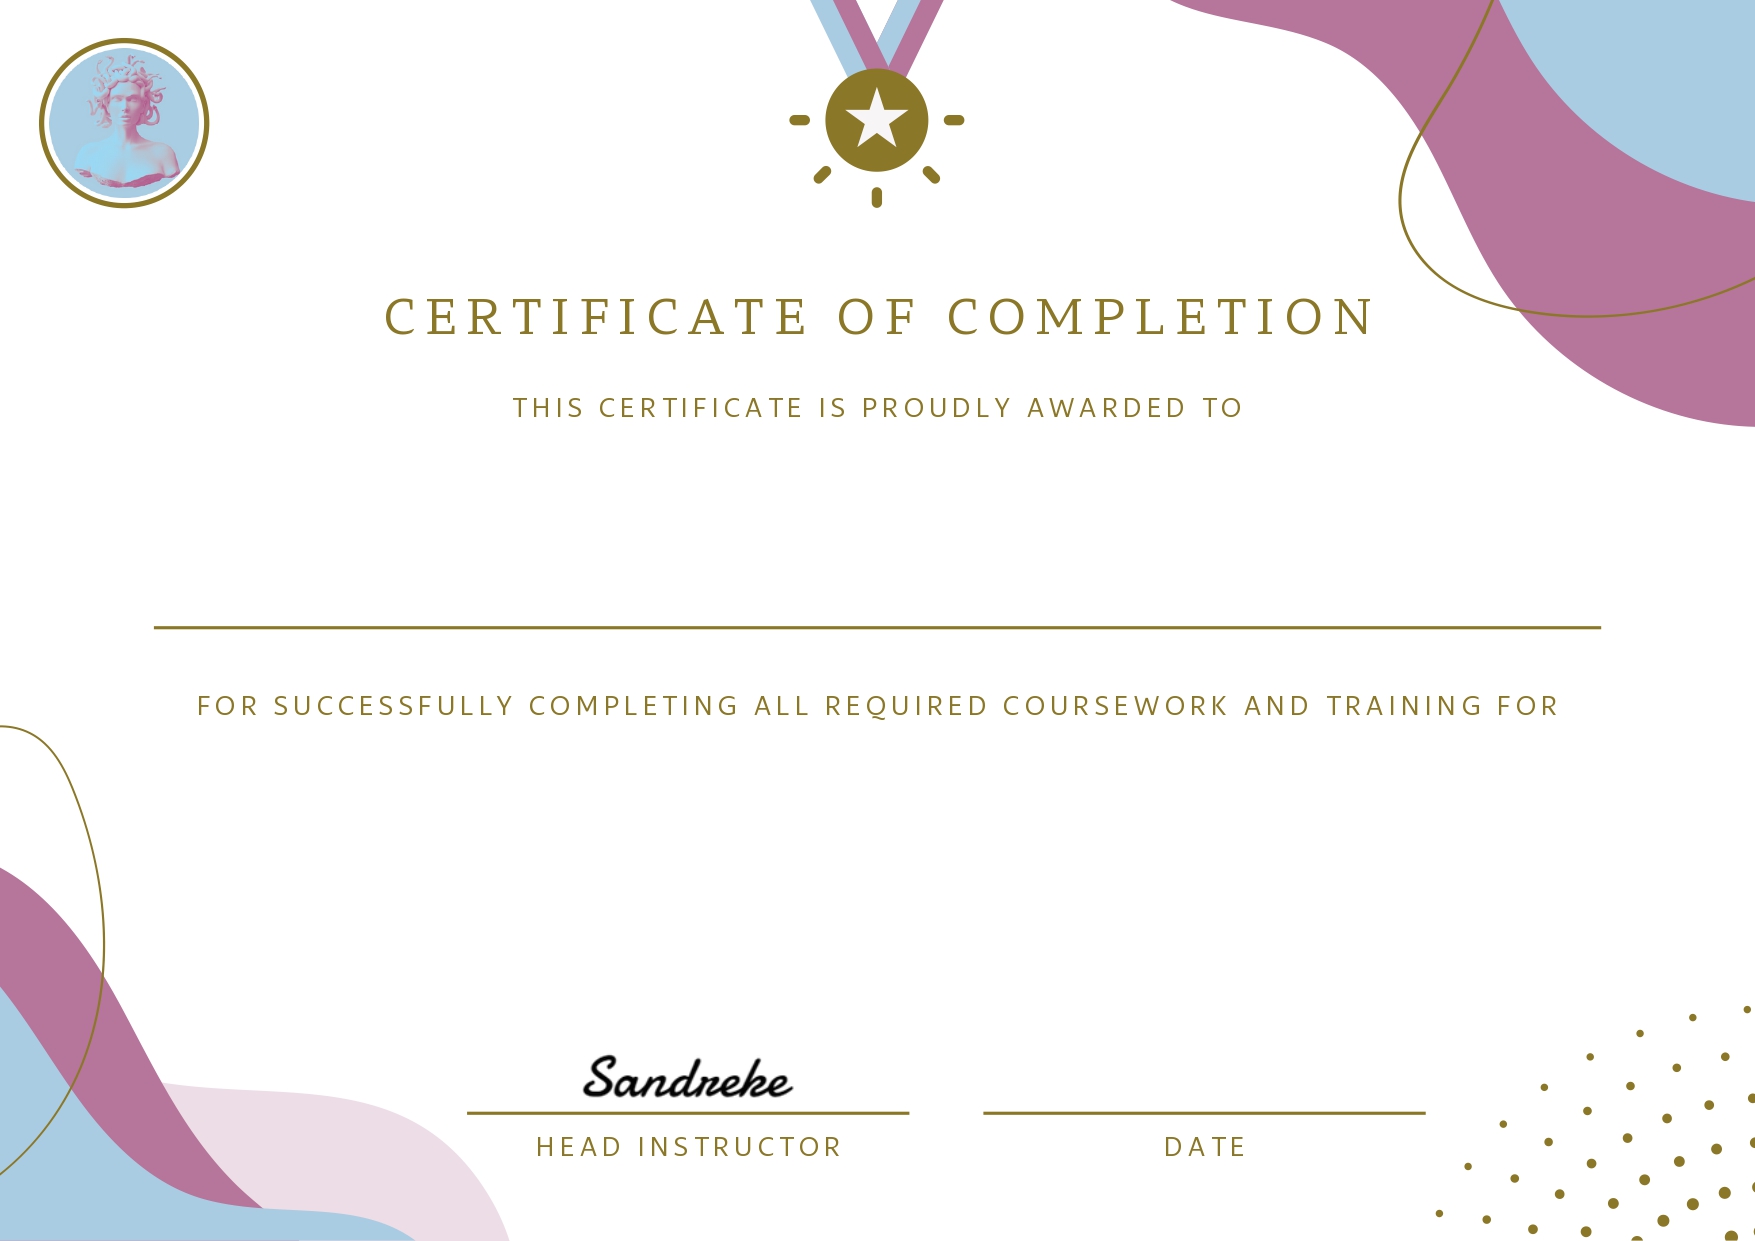 CERTIFICATE OF COMPLETION
THIS CERTIFICATE IS PROUDLY AWARDED TO
FOR SUCCESSFULLY COMPLETING ALL REQUIRED COURSEWORK AND TRAINING FOR
Sandreke
HEAD INSTRUCTOR
DATE